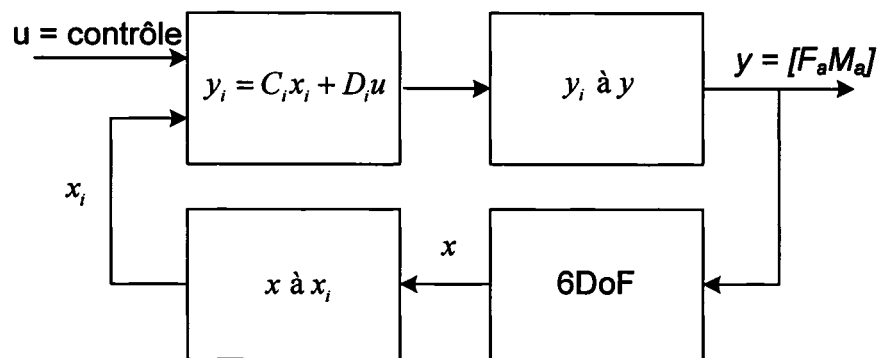 u = contrôle
y_i = C_i x_i + D_i u
y_i à y
y = [F_a M_a]
x_i
x à x_i
x
6DoF